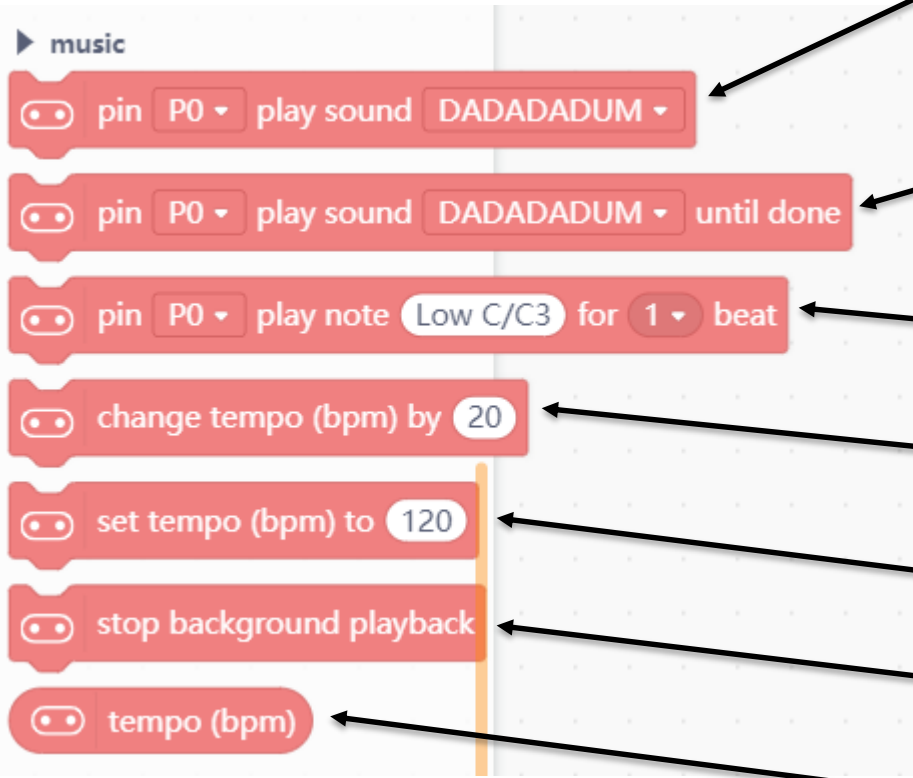 music
pin P0 play sound DADADADUM
pin P0 play sound DADADADUM until done
pin P0 play note Low C/C3 for 1 beat
change tempo (bpm) by 20
set tempo (bpm) to 120
stop background playback
tempo (bpm)